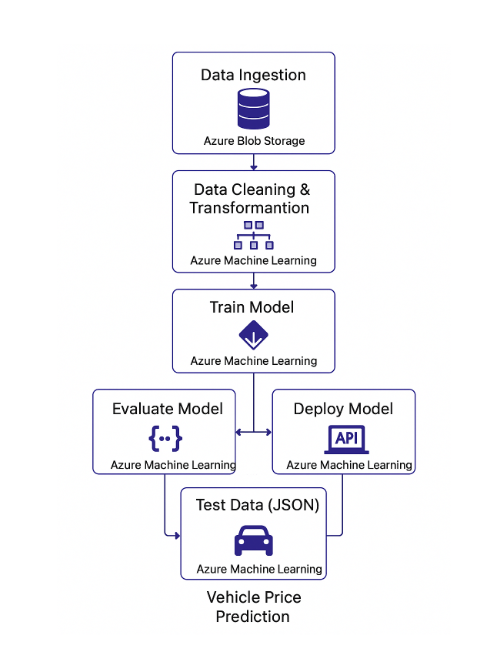 Data Ingestion
Azure Blob Storage
Data Cleaning &
Transformantion
Azure Machine Learning
Train Model
Azure Machine Learning
Evaluate Model
{··}
Azure Machine Learning
Deploy Model
API
Azure Machine Learning
Test Data (JSON)
Azure Machine Learning
Vehicle Price
Prediction